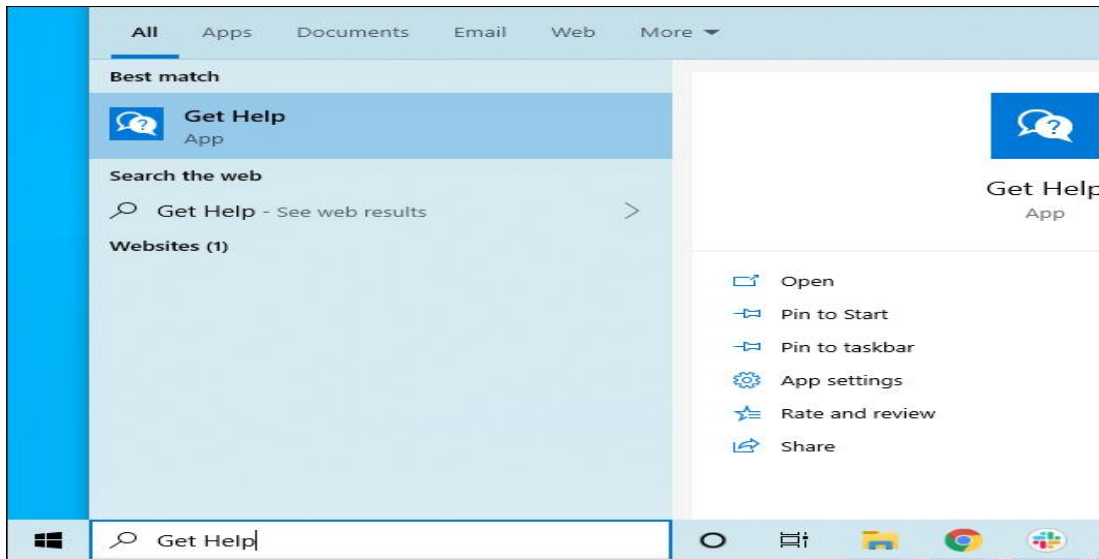 All Apps Documents Email Web More
Best match
Get Help
App
Search the web
Get Help - See web results
Websites (1)
Get Help
App
Open
Pin to Start
Pin to taskbar
App settings
Rate and review
Share
Get Help